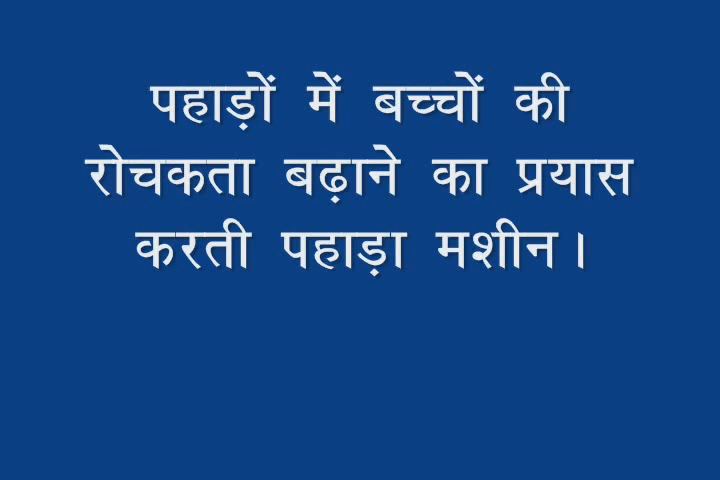 पहाड़ों में बच्चों की
रोचकता बढ़ाने का प्रयास
करती पहाड़ा मशीन।